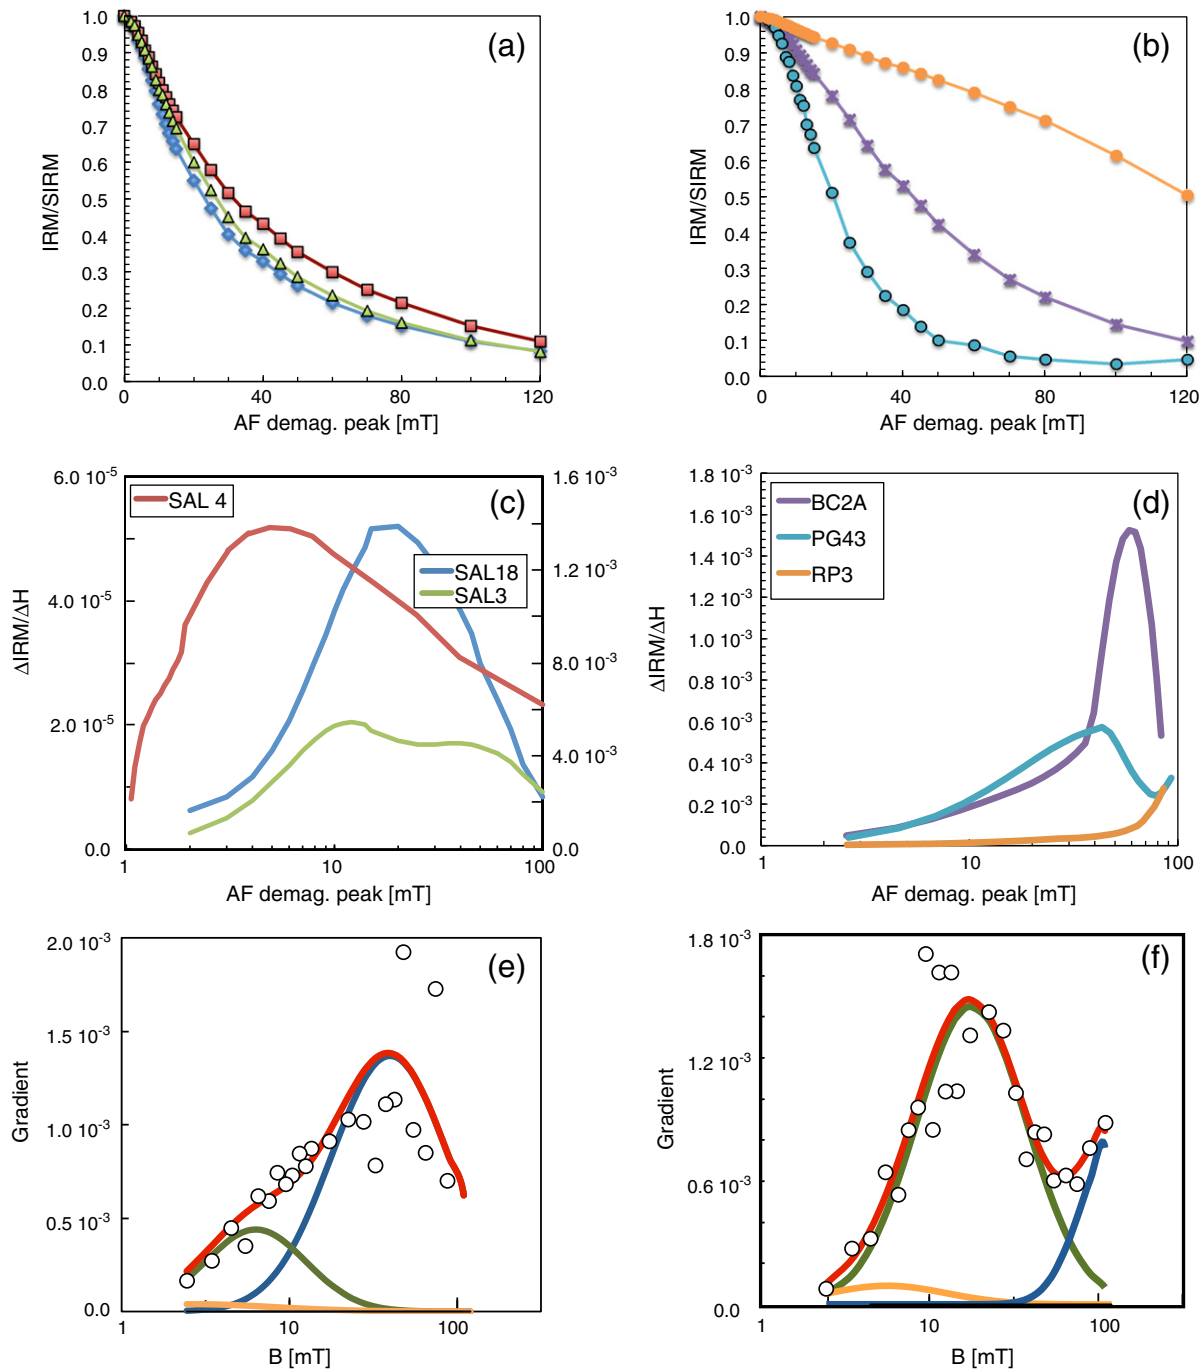 (a)
1.0
0.9
0.8
0.7
0.6
0.5
0.4
0.3
0.2
0.1
0.0
IRM/SIRM
0 40 80 120
AF demag. peak [mT]
(b)
1.0
0.9
0.8
0.7
0.6
0.5
0.4
0.3
0.2
0.1
0.0
IRM/SIRM
0 40 80 120
AF demag. peak [mT]
(c)
6.0 10⁻⁵
4.0 10⁻⁵
2.0 10⁻⁵
0.0
ΔIRM/ΔH
SAL 4
SAL18
SAL3
1.6 10⁻³
1.2 10⁻³
8.0 10⁻³
4.0 10⁻³
0.0
1 10 100
AF demag. peak [mT]
(d)
1.8 10⁻³
1.6 10⁻³
1.4 10⁻³
1.2 10⁻³
1.0 10⁻³
0.8 10⁻³
0.6 10⁻³
0.4 10⁻³
0.2 10⁻³
0.0
ΔIRM/ΔH
BC2A
PG43
RP3
1 10 100
AF demag. peak [mT]
(e)
2.0 10⁻³
1.5 10⁻³
1.0 10⁻³
0.5 10⁻³
0.0
Gradient
1 10 100
B [mT]
(f)
1.8 10⁻³
1.2 10⁻³
0.6 10⁻³
0.0
Gradient
1 10 100
B [mT]